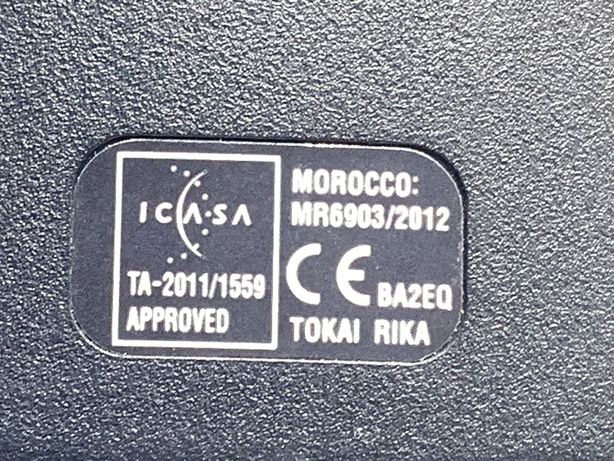 ICASA
TA-2011/1559
APPROVED
MOROCCO:
MR6903/2012
CE BA2EQ
TOKAI RIKA